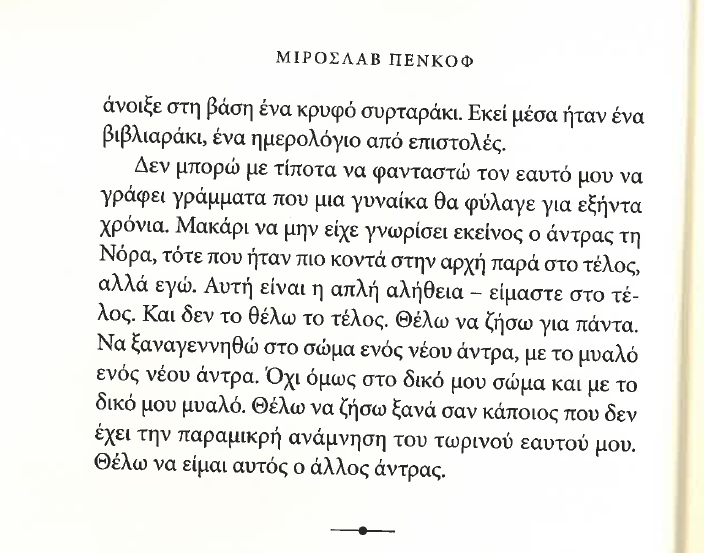 ΜΙΡΟΣΛΑΒ ΠΕΝΚΟΦ
άνοιξε στη βάση ένα κρυφό συρταράκι. Εκεί μέσα ήταν ένα
βιβλιαράκι, ένα ημερολόγιο από επιστολές.
Δεν μπορώ με τίποτα να φανταστώ τον εαυτό μου να
γράφει γράμματα που μια γυναίκα θα φύλαγε για εξήντα
χρόνια. Μακάρι να μην είχε γνωρίσει εκείνος ο άντρας τη
Νόρα, τότε που ήταν πιο κοντά στην αρχή παρά στο τέλος,
αλλά εγώ. Αυτή είναι η απλή αλήθεια – είμαστε στο τέ-
λος. Και δεν το θέλω το τέλος. Θέλω να ζήσω για πάντα.
Να ξαναγεννηθώ στο σώμα ενός νέου άντρα, με το μυαλό
ενός νέου άντρα. Όχι όμως στο δικό μου σώμα και με το
δικό μου μυαλό. Θέλω να ζήσω ξανά σαν κάποιος που δεν
έχει την παραμικρή ανάμνηση του τωρινού εαυτού μου.
Θέλω να είμαι αυτός ο άλλος άντρας.